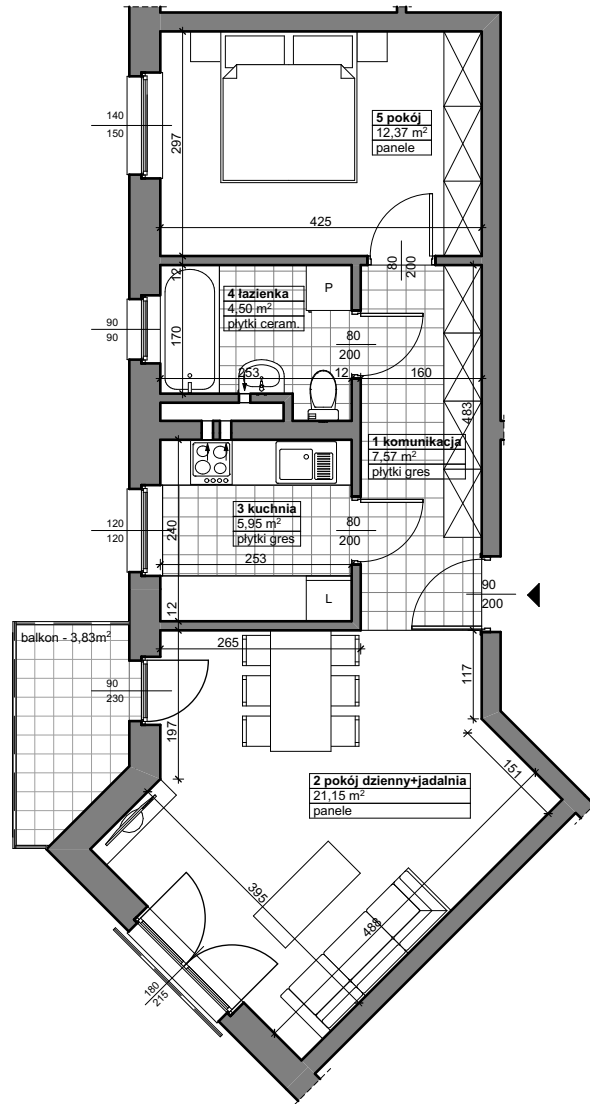 140
150
297
5 pokój
12,37 m²
panele
425
80
200
12
4 łazienka
4,50 m²
płytki ceram.
P
90
90
170
80
200
253
12
160
483
1 komunikacja
7,57 m²
płytki gres
3 kuchnia
5,95 m²
płytki gres
120
120
240
80
200
253
12
L
90
200
balkon - 3,83m²
265
117
90
230
197
151
2 pokój dzienny+jadalnia
21,15 m²
panele
395
488
180
215